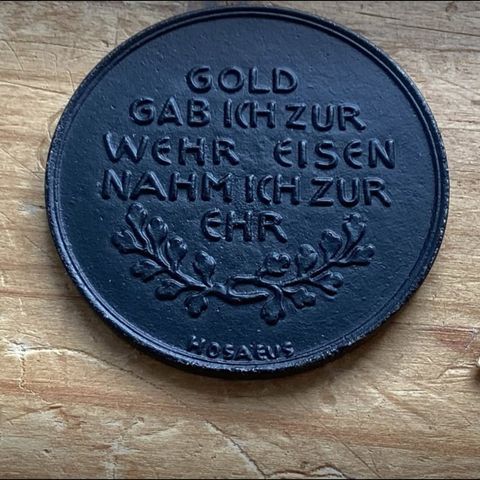 GOLD
GAB ICH ZUR
WEHR EISEN
NAHM ICH ZUR
EHR
HOSAEUS